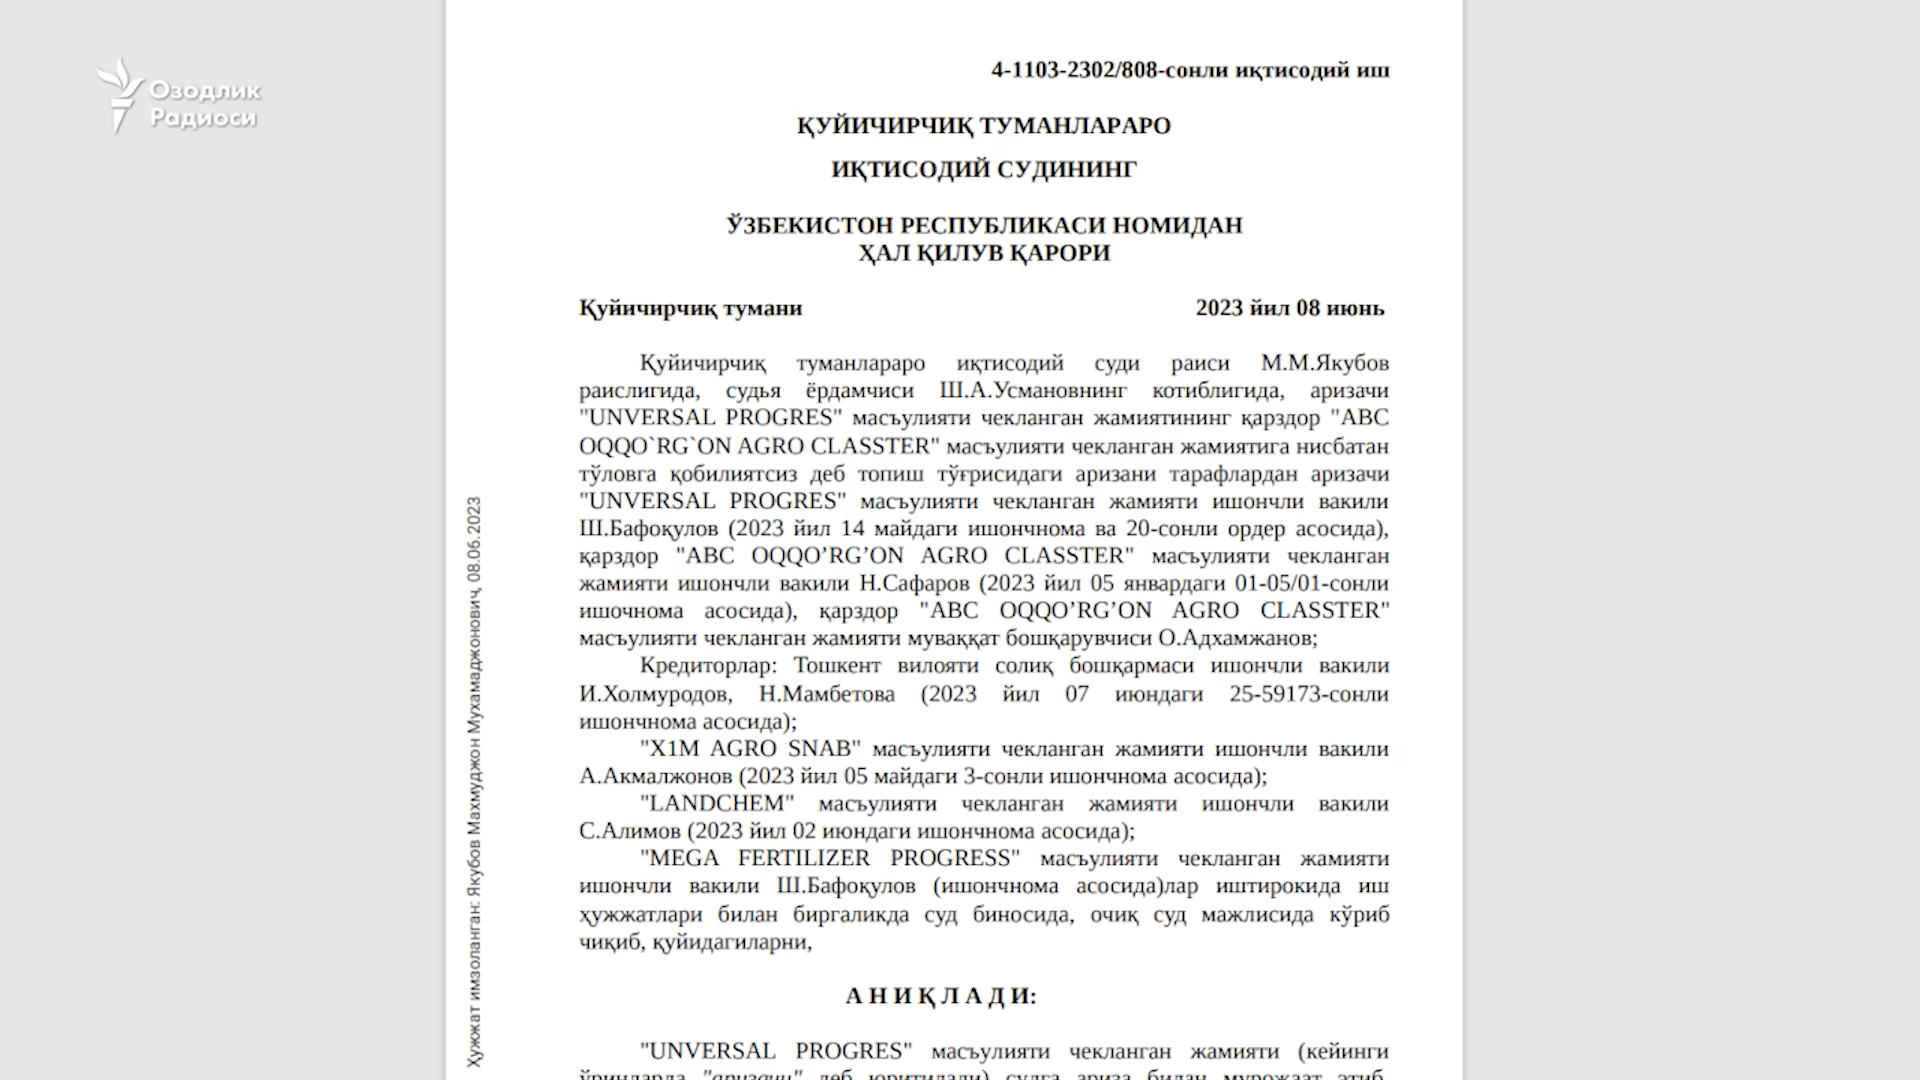 Озодлик
Радиоси
4-1103-2302/808-сонли иқтисодий иш
ҚУЙИЧИРЧИҚ ТУМАНЛАРАРО
ИҚТИСОДИЙ СУДИНИНГ
ЎЗБЕКИСТОН РЕСПУБЛИКАСИ НОМИДАН
ҲАЛ ҚИЛУВ ҚАРОРИ
Қуйичирчиқ тумани 2023 йил 08 июнь
Қуйичирчиқ туманлараро иқтисодий суди раиси М.М.Якубов
раислигида, судья ёрдамчиси Ш.А.Усмановнинг котиблигида, аризачи
"UNVERSAL PROGRES" масъулияти чекланган жамиятининг қарздор "ABC
OQQO`RG`ON AGRO CLASSTER" масъулияти чекланган жамиятига нисбатан
тўловга қобилиятсиз деб топиш тўғрисидаги аризани тарафлардан аризачи
"UNVERSAL PROGRES" масъулияти чекланган жамияти ишончли вакили
Ш.Бафоқулов (2023 йил 14 майдаги ишончнома ва 20-сонли ордер асосида),
қарздор "ABC OQQO’RG’ON AGRO CLASSTER" масъулияти чекланган
жамияти ишончли вакили Н.Сафаров (2023 йил 05 январдаги 01-05/01-сонли
ишочнома асосида), қарздор "ABC OQQO’RG’ON AGRO CLASSTER"
масъулияти чекланган жамияти муваққат бошқарувчиси О.Адхамжанов;
Кредиторлар: Тошкент вилояти солиқ бошқармаси ишончли вакили
И.Холмуродов, Н.Мамбетова (2023 йил 07 июндаги 25-59173-сонли
ишончнома асосида);
"X1M AGRO SNAB" масъулияти чекланган жамияти ишончли вакили
А.Акмалжонов (2023 йил 05 майдаги 3-сонли ишончнома асосида);
"LANDCHEM" масъулияти чекланган жамияти ишончли вакили
С.Алимов (2023 йил 02 июндаги ишончнома асосида);
"MEGA FERTILIZER PROGRESS" масъулияти чекланган жамияти
ишончли вакили Ш.Бафоқулов (ишончнома асосида)лар иштирокида иш
ҳужжатлари билан биргаликда суд биносида, очиқ суд мажлисида кўриб
чиқиб, қуйидагиларни,
А Н И Қ Л А Д И:
"UNVERSAL PROGRES" масъулияти чекланган жамияти (кейинги
ўринларда "аризачи" деб юритилади) судга ариза билан мурожаат этиб,
Ҳужжат имзоланган: Якубов Махмуджон Мухамаджонович, 08.06.2023